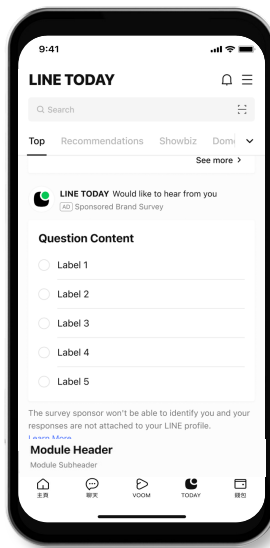 9:41
LINE TODAY
Search
Top Recommendations Showbiz Dome
See more >
LINE TODAY Would like to hear from you
AD Sponsored Brand Survey
Question Content
Label 1
Label 2
Label 3
Label 4
Label 5
The survey sponsor won't be able to identify you and your
responses are not attached to your LINE profile.
Learn More
Module Header
Module Subheader
主頁 聊天 VOOM TODAY 錢包